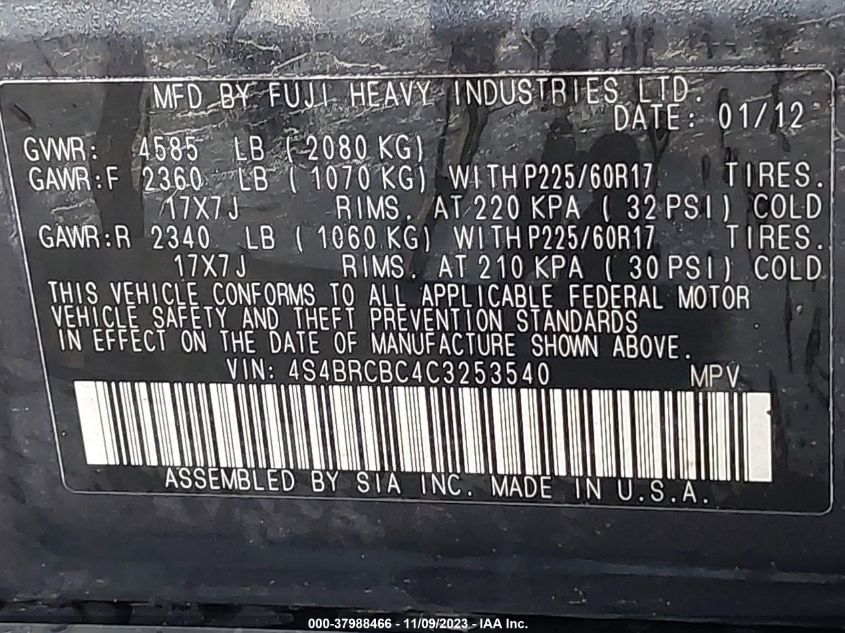 MFD BY FUJI HEAVY INDUSTRIES LTD.
DATE: 01/12
GVWR: 4585 LB ( 2080 KG)
GAWR:F 2360 LB ( 1070 KG) WITH P225/60R17 TIRES.
17X7J RIMS. AT 220 KPA ( 32 PSI) COLD
GAWR:R 2340 LB ( 1060 KG) WITH P225/60R17 TIRES.
17X7J RIMS. AT 210 KPA ( 30 PSI) COLD
THIS VEHICLE CONFORMS TO ALL APPLICABLE FEDERAL MOTOR
VEHICLE SAFETY AND THEFT PREVENTION STANDARDS
IN EFFECT ON THE DATE OF MANUFACTURE SHOWN ABOVE.
VIN: 4S4BRCBC4C3253540 MPV
ASSEMBLED BY SIA INC. MADE IN U.S.A.
000-37988466 - 11/09/2023 - IAA Inc.